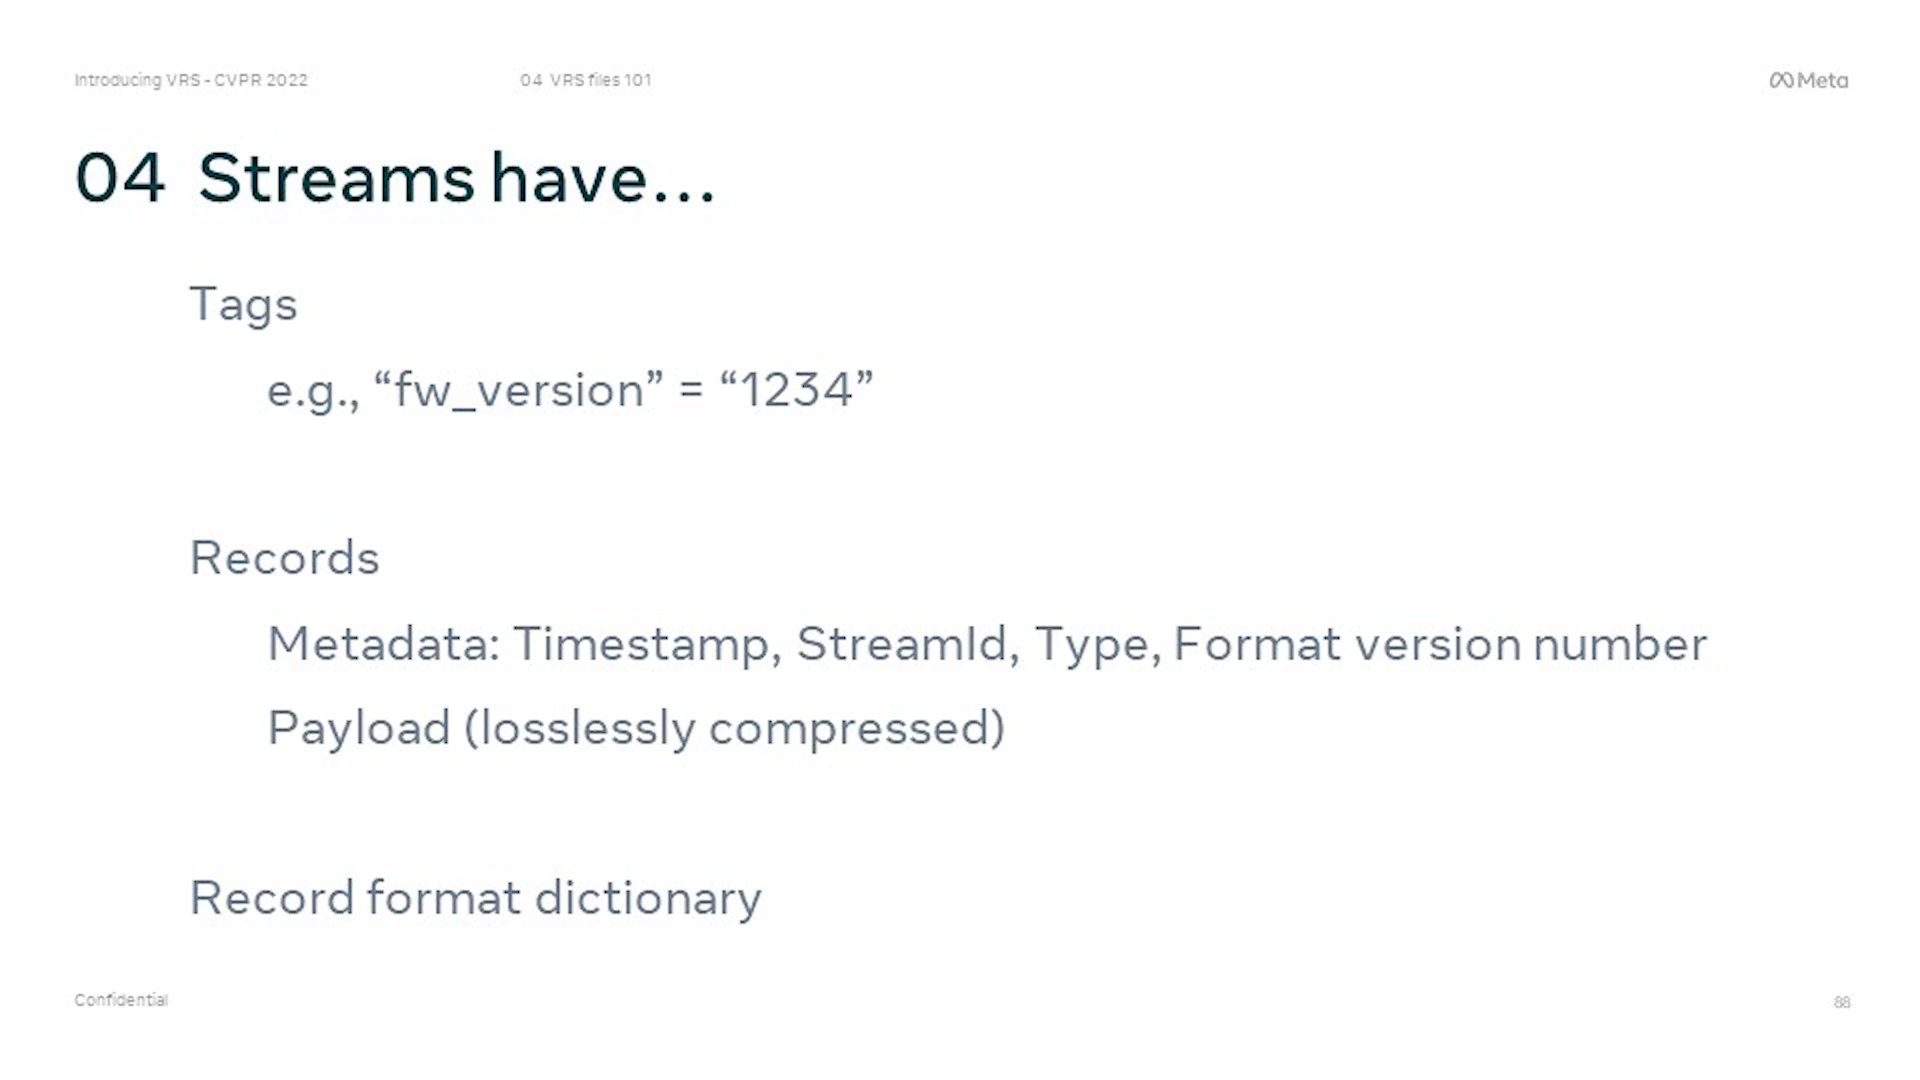 Introducing VRS - CVPR 2022
04 VRS files 101
Meta
04 Streams have…
Tags
e.g., “fw_version” = “1234”
Records
Metadata: Timestamp, StreamId, Type, Format version number
Payload (losslessly compressed)
Record format dictionary
Confidential
88